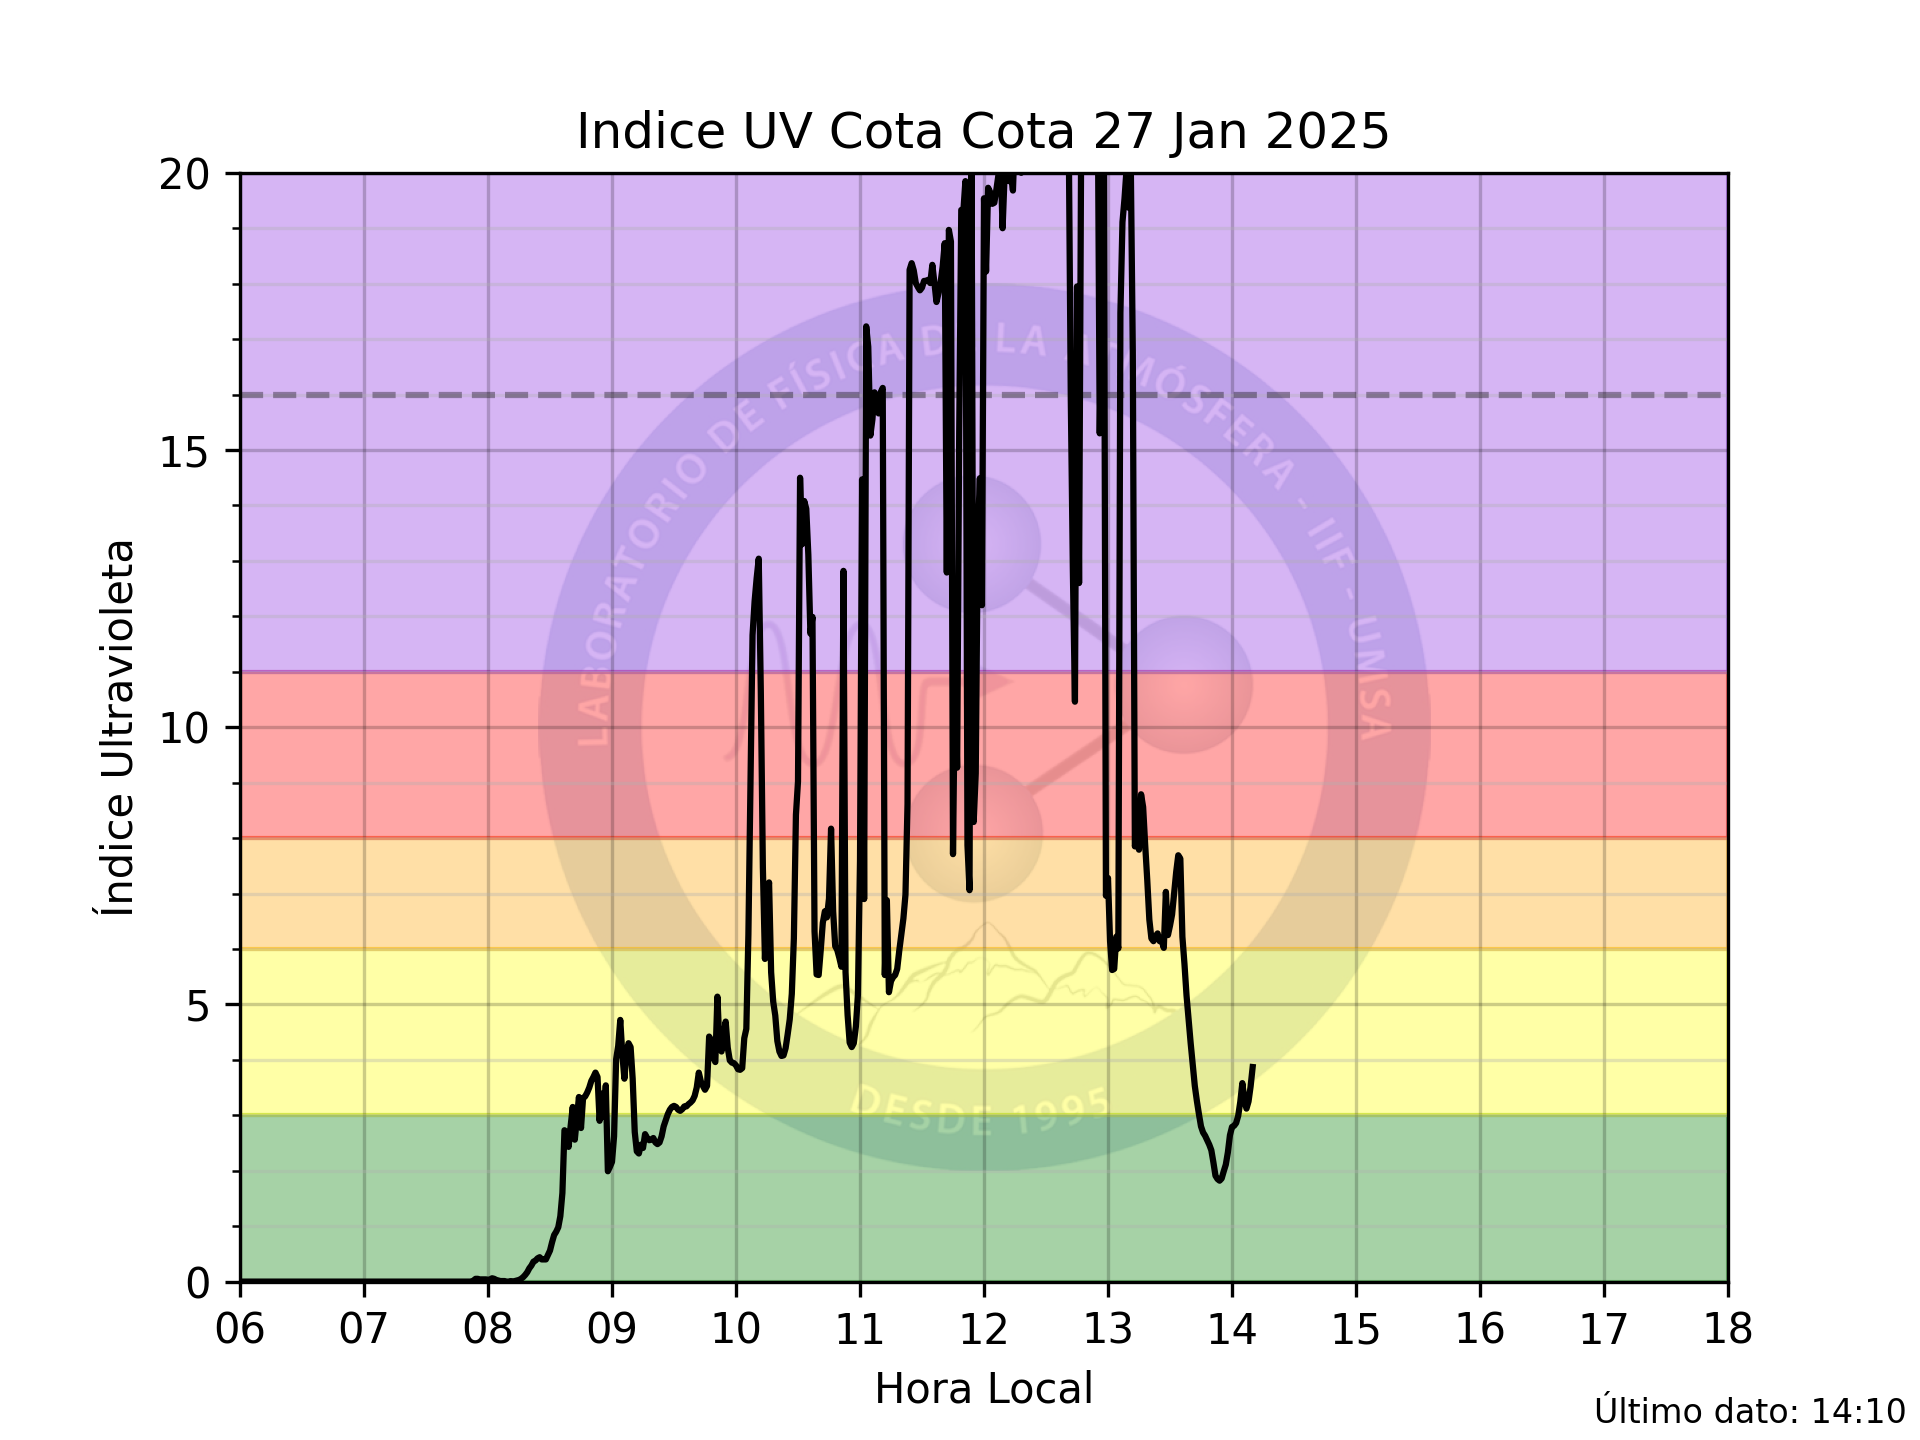 Indice UV Cota Cota 27 Jan 2025
20
15
10
5
0
Índice Ultravioleta
LABORATORIO DE FÍSICA DE LA ATMÓSFERA - IIF - UMSA
DESDE 1995
06 07 08 09 10 11 12 13 14 15 16 17 18
Hora Local
Último dato: 14:10